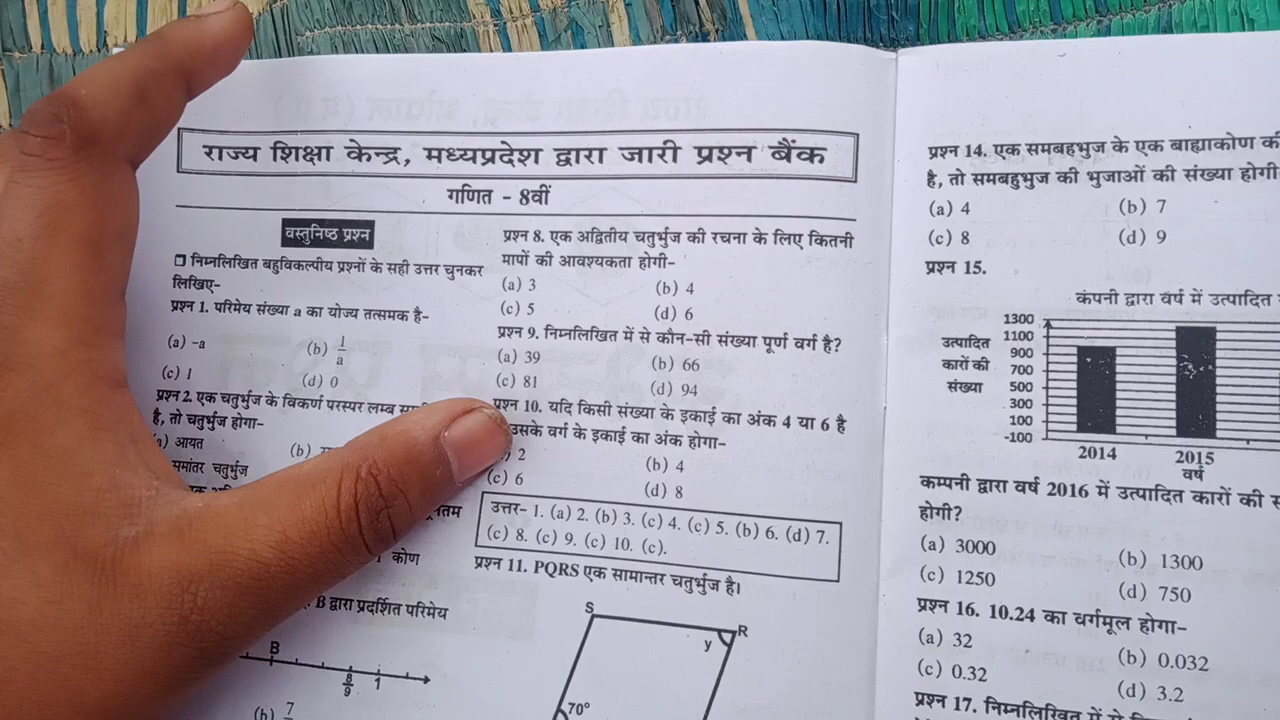 राज्य शिक्षा केन्द्र, मध्यप्रदेश द्वारा जारी प्रश्न बैंक
गणित - 8वीं
वस्तुनिष्ठ प्रश्न
❒ निम्नलिखित बहुविकल्पीय प्रश्नों के सही उत्तर चुनकर
लिखिए-
प्रश्न 1. परिमेय संख्या a का योज्य तत्समक है-
(a) -a (b) 1/a
(c) 1 (d) 0
प्रश्न 2. एक चतुर्भुज के विकर्ण परस्पर लम्ब
है, तो चतुर्भुज होगा-
आयत (b)
समांतर चतुर्भुज
कोण
B द्वारा प्रदर्शित परिमेय
B
8/9 1
(b) 7
प्रश्न 8. एक अद्वितीय चतुर्भुज की रचना के लिए कितनी
मापों की आवश्यकता होगी-
(a) 3 (b) 4
(c) 5 (d) 6
प्रश्न 9. निम्नलिखित में से कौन-सी संख्या पूर्ण वर्ग है?
(a) 39 (b) 66
(c) 81 (d) 94
प्रश्न 10. यदि किसी संख्या के इकाई का अंक 4 या 6 है
उसके वर्ग के इकाई का अंक होगा-
2 (b) 4
(c) 6 (d) 8
उत्तर- 1. (a) 2. (b) 3. (c) 4. (c) 5. (b) 6. (d) 7.
(c) 8. (c) 9. (c) 10. (c).
प्रश्न 11. PQRS एक सामान्तर चतुर्भुज है।
S R
y
70°
प्रश्न 14. एक समबहभुज के एक बाह्याकोण
है, तो समबहुभुज की भुजाओं की संख्या होगी
(a) 4 (b) 7
(c) 8 (d) 9
प्रश्न 15.
कंपनी द्वारा वर्ष में उत्पादित
उत्पादित
कारों की
संख्या
1300
1100
900
700
500
300
100
-100
2014 2015
वर्ष
कम्पनी द्वारा वर्ष 2016 में उत्पादित कारों की
होगी?
(a) 3000 (b) 1300
(c) 1250 (d) 750
प्रश्न 16. 10.24 का वर्गमूल होगा-
(a) 32 (b) 0.032
(c) 0.32 (d) 3.2
प्रश्न 17. निम्नलिखित में से